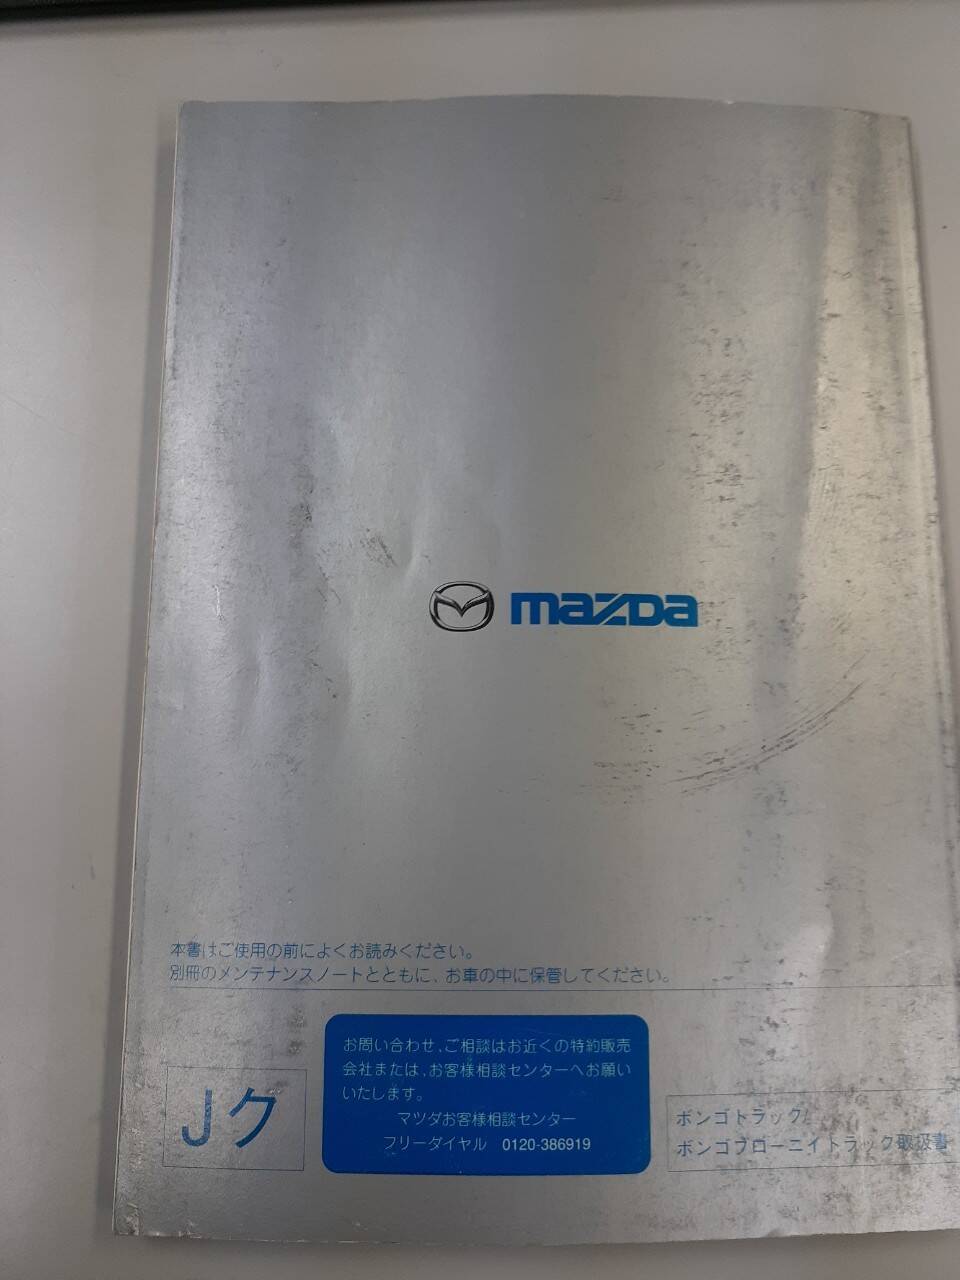 mazda
本書はご使用の前によくお読みください。
別冊のメンテナンスノートとともに、お車の中に保管してください。
お問い合わせ、ご相談はお近くの特約販売
会社または、お客様相談センターへお願い
いたします。
マツダお客様相談センター
フリーダイヤル 0120-386919
Jク
ボンゴトラック/
ボンゴブローニイトラック取扱書